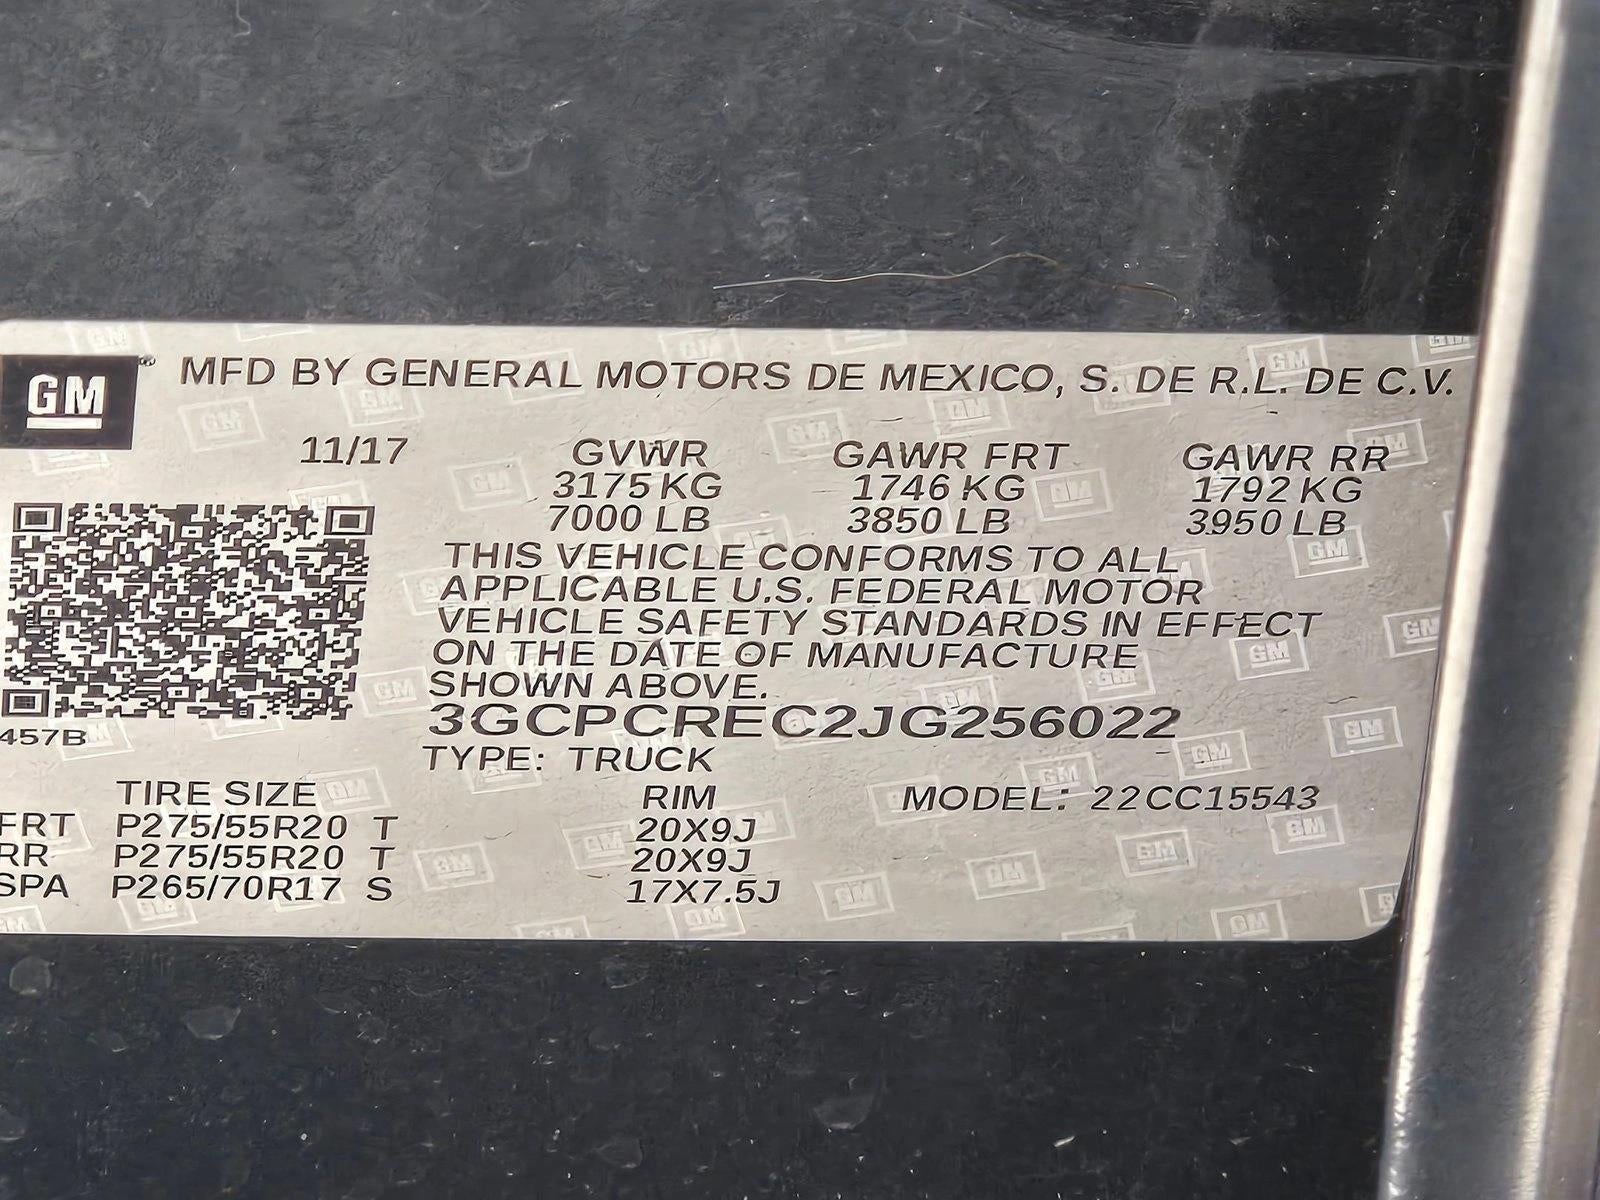 GM
MFD BY GENERAL MOTORS DE MEXICO, S. DE R.L. DE C.V.
11/17 GVWR GAWR FRT GAWR RR
3175 KG 1746 KG 1792 KG
7000 LB 3850 LB 3950 LB
THIS VEHICLE CONFORMS TO ALL
APPLICABLE U.S. FEDERAL MOTOR
VEHICLE SAFETY STANDARDS IN EFFECT
ON THE DATE OF MANUFACTURE
SHOWN ABOVE.
3GCPCREC2JG256022
457B
TYPE: TRUCK
TIRE SIZE RIM MODEL: 22CC15543
FRT P275/55R20 T 20X9J
RR P275/55R20 T 20X9J
SPA P265/70R17 S 17X7.5J